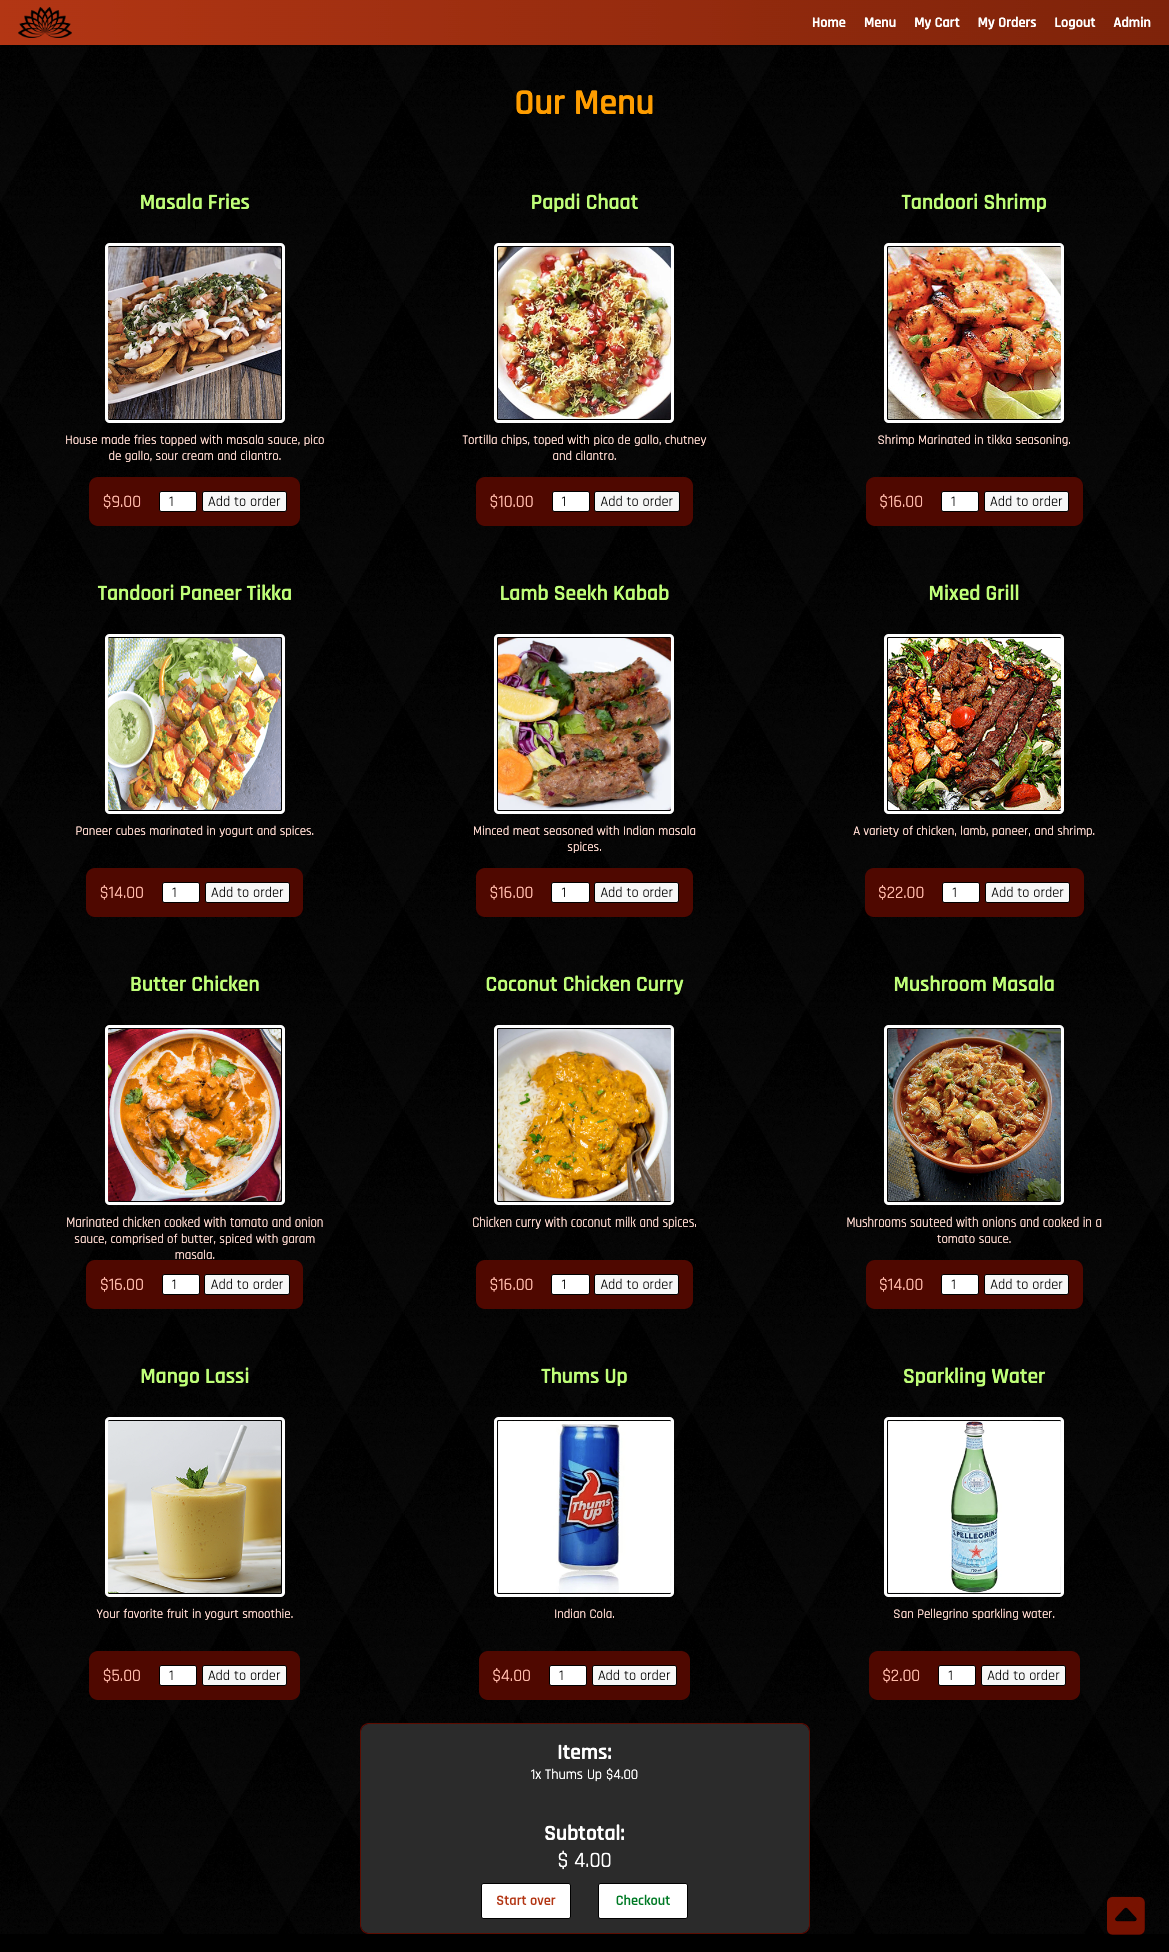 Home Menu My Cart My Orders Logout Admin
Our Menu
Masala Fries
House made fries topped with masala sauce, pico
de gallo, sour cream and cilantro.
$9.00 1 Add to order
Papdi Chaat
Tortilla chips, toped with pico de gallo, chutney
and cilantro.
$10.00 1 Add to order
Tandoori Shrimp
Shrimp Marinated in tikka seasoning.
$16.00 1 Add to order
Tandoori Paneer Tikka
Paneer cubes marinated in yogurt and spices.
$14.00 1 Add to order
Lamb Seekh Kabab
Minced meat seasoned with Indian masala
spices.
$16.00 1 Add to order
Mixed Grill
A variety of chicken, lamb, paneer, and shrimp.
$22.00 1 Add to order
Butter Chicken
Marinated chicken cooked with tomato and onion
sauce, comprised of butter, spiced with garam
masala.
$16.00 1 Add to order
Coconut Chicken Curry
Chicken curry with coconut milk and spices.
$16.00 1 Add to order
Mushroom Masala
Mushrooms sauteed with onions and cooked in a
tomato sauce.
$14.00 1 Add to order
Mango Lassi
Your favorite fruit in yogurt smoothie.
$5.00 1 Add to order
Thums Up
Thums
UP
Indian Cola.
$4.00 1 Add to order
Sparkling Water
S.PELLEGRINO
San Pellegrino sparkling water.
$2.00 1 Add to order
Items:
1x Thums Up $4.00
Subtotal:
$ 4.00
Start over Checkout